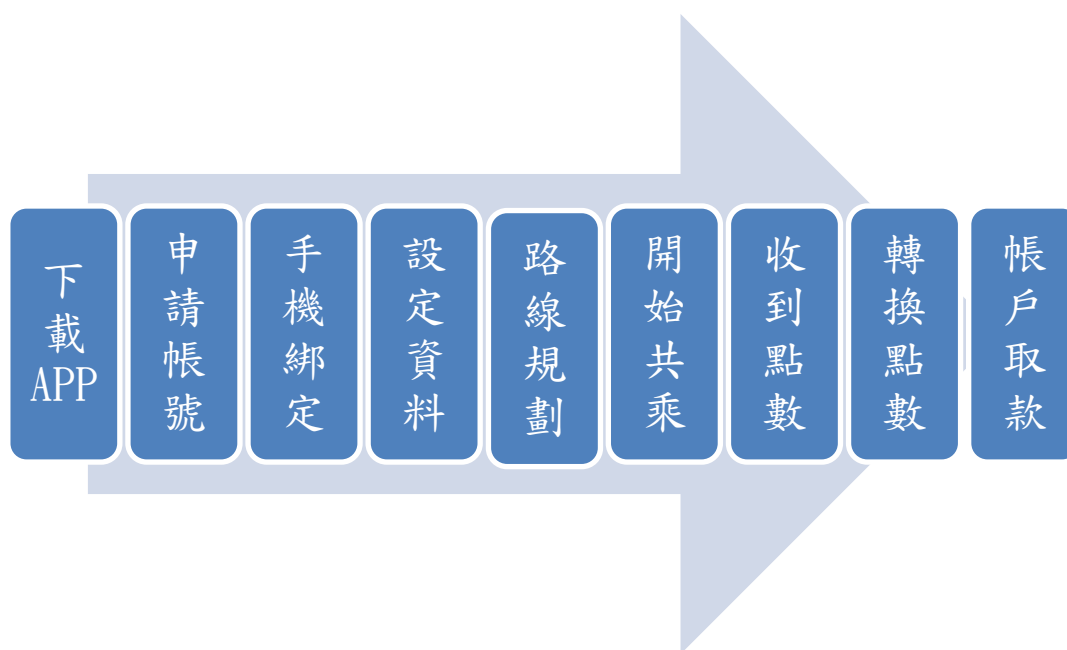 下載APP
申請帳號
手機綁定
設定資料
路線規劃
開始共乘
收到點數
轉換點數
帳戶取款